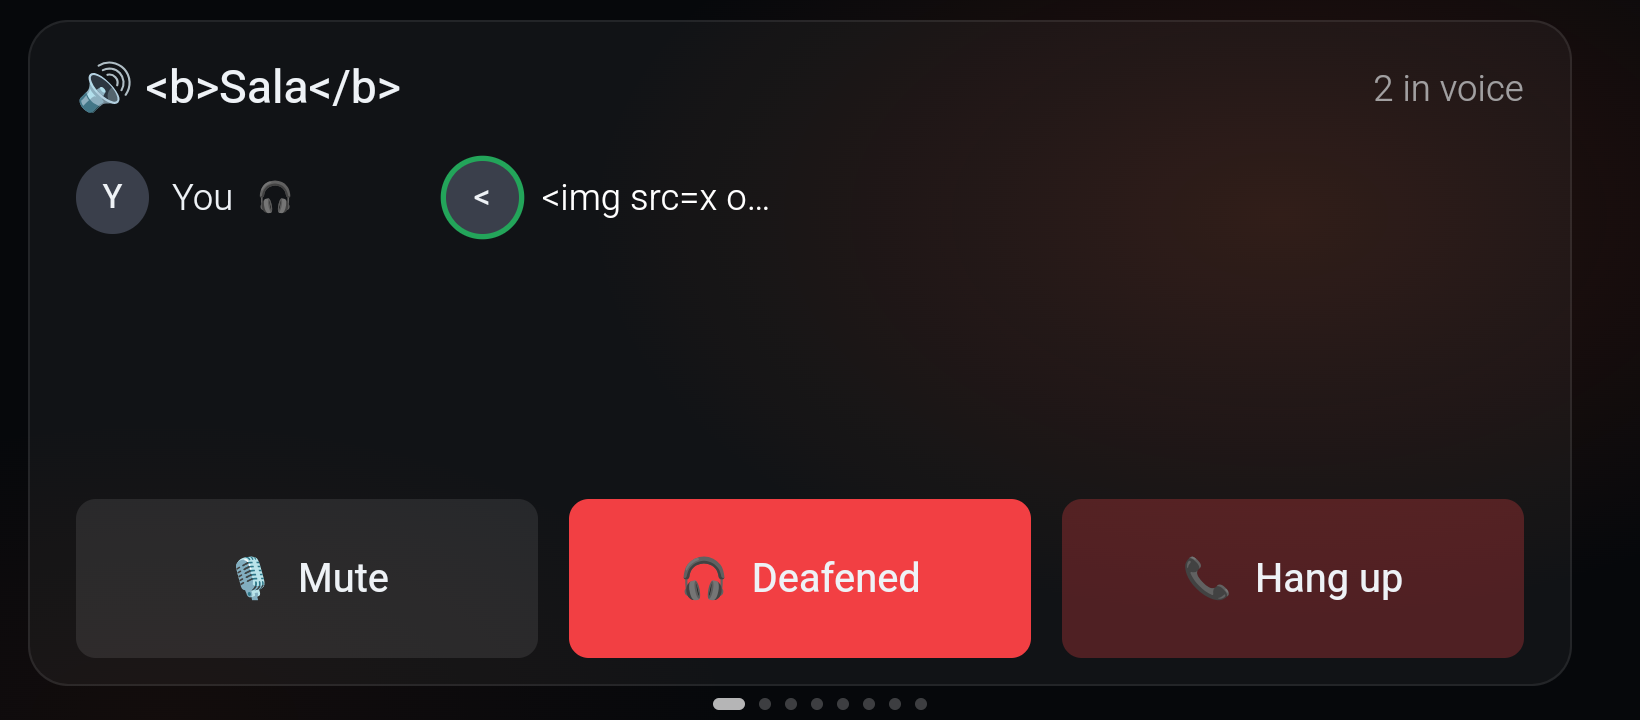 🔊 <b>Sala</b> 2 in voice
Y You 🎧 < <img src=x o…
🎙️ Mute 🎧 Deafened 📞 Hang up